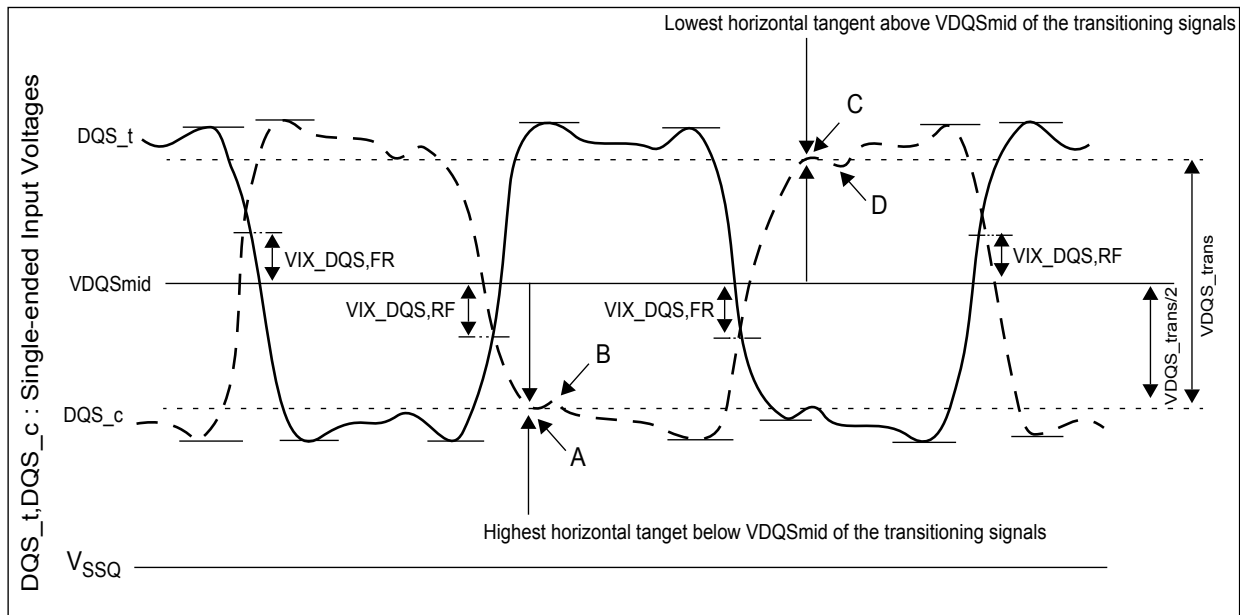 DQS_t,DQS_c : Single-ended Input Voltages
Lowest horizontal tangent above VDQSmid of the transitioning signals
DQS_t
C
D
VIX_DQS,FR
VIX_DQS,RF
VDQSmid
VIX_DQS,RF
VIX_DQS,FR
VDQS_trans
VDQS_trans/2
B
DQS_c
A
Highest horizontal tanget below VDQSmid of the transitioning signals
VSSQ